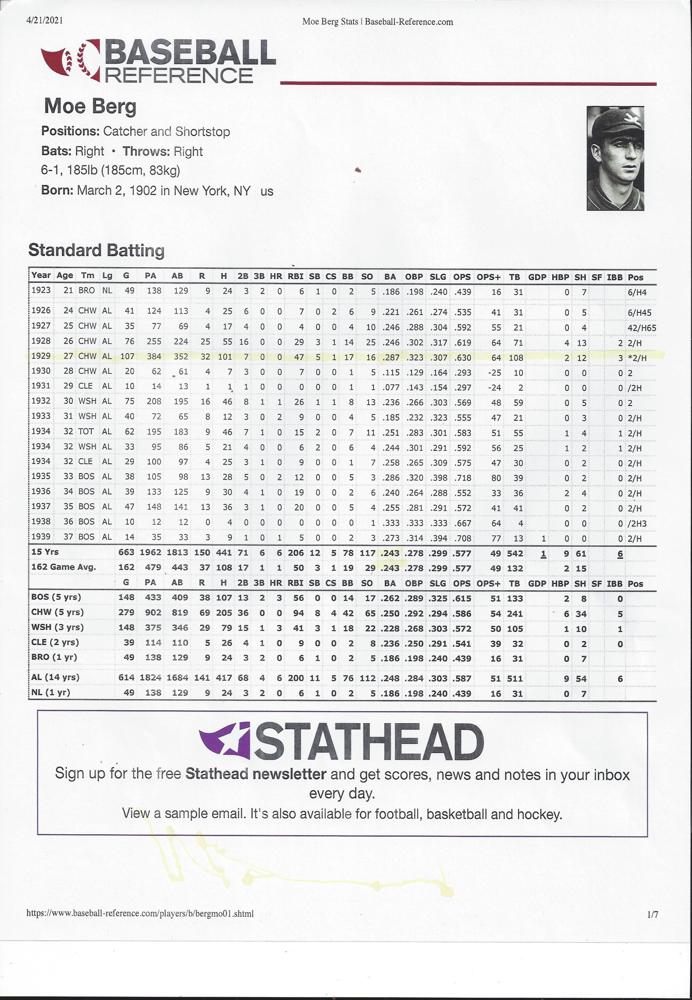 4/21/2021 Moe Berg Stats | Baseball-Reference.com
BASEBALL
REFERENCE
Moe Berg
Positions: Catcher and Shortstop
Bats: Right • Throws: Right
6-1, 185lb (185cm, 83kg)
Born: March 2, 1902 in New York, NY us
Standard Batting
Year Age Tm Lg G PA AB R H 2B 3B HR RBI SB CS BB SO BA OBP SLG OPS OPS+ TB GDP HBP SH SF IBB Pos
1923 21 BRO NL 49 138 129 9 24 3 2 0 6 1 0 2 5 .186 .198 .240 .439 16 31 0 7 6/H4
1926 24 CHW AL 41 124 113 4 25 6 0 0 7 0 2 6 9 .221 .261 .274 .535 41 31 0 5 6/H45
1927 25 CHW AL 35 77 69 4 17 4 0 0 4 0 0 4 10 .246 .288 .304 .592 55 21 0 4 42/H65
1928 26 CHW AL 76 255 224 25 55 16 0 0 29 3 1 14 25 .246 .302 .317 .619 64 71 4 13 2 2/H
1929 27 CHW AL 107 384 352 32 101 7 0 0 47 5 1 17 16 .287 .323 .307 .630 64 108 2 12 3 *2/H
1930 28 CHW AL 20 62 61 4 7 3 0 0 7 0 0 1 5 .115 .129 .164 .293 -25 10 0 0 0 2
1931 29 CLE AL 10 14 13 1 1 1 0 0 0 0 0 1 1 .077 .143 .154 .297 -24 2 0 0 0 /2H
1932 30 WSH AL 75 208 195 16 46 8 1 1 26 1 1 8 13 .236 .266 .303 .569 48 59 0 5 0 2
1933 31 WSH AL 40 72 65 8 12 3 0 2 9 0 0 4 5 .185 .232 .323 .555 47 21 0 3 0 2/H
1934 32 TOT AL 62 195 183 9 46 7 1 0 15 2 0 7 11 .251 .283 .301 .583 51 55 1 4 1 2/H
1934 32 WSH AL 33 95 86 5 21 4 0 0 6 2 0 6 4 .244 .301 .291 .592 56 25 1 2 1 2/H
1934 32 CLE AL 29 100 97 4 25 3 1 0 9 0 0 1 7 .258 .265 .309 .575 47 30 0 2 0 2/H
1935 33 BOS AL 38 105 98 13 28 5 0 2 12 0 0 5 3 .286 .320 .398 .718 80 39 0 2 0 2/H
1936 34 BOS AL 39 133 125 9 30 4 1 0 19 0 0 2 6 .240 .264 .288 .552 33 36 2 4 0 2/H
1937 35 BOS AL 47 148 141 13 36 3 1 0 20 0 0 5 4 .255 .281 .291 .572 41 41 0 2 0 2/H
1938 36 BOS AL 10 12 12 0 4 0 0 0 0 0 0 0 1 .333 .333 .333 .667 64 4 0 0 0 /2H3
1939 37 BOS AL 14 35 33 3 9 1 0 1 5 0 0 2 3 .273 .314 .394 .708 77 13 1 0 0 0 2/H
15 Yrs 663 1962 1813 150 441 71 6 6 206 12 5 78 117 .243 .278 .299 .577 49 542 1 9 61 6
162 Game Avg. 162 479 443 37 108 17 1 1 50 3 1 19 29 .243 .278 .299 .577 49 132 2 15
G PA AB R H 2B 3B HR RBI SB CS BB SO BA OBP SLG OPS OPS+ TB GDP HBP SH SF IBB Pos
BOS (5 yrs) 148 433 409 38 107 13 2 3 56 0 0 14 17 .262 .289 .325 .615 51 133 2 8 0
CHW (5 yrs) 279 902 819 69 205 36 0 0 94 8 4 42 65 .250 .292 .294 .586 54 241 6 34 5
WSH (3 yrs) 148 375 346 29 79 15 1 3 41 3 1 18 22 .228 .268 .303 .572 50 105 1 10 1
CLE (2 yrs) 39 114 110 5 26 4 1 0 9 0 0 2 8 .236 .250 .291 .541 39 32 0 2 0
BRO (1 yr) 49 138 129 9 24 3 2 0 6 1 0 2 5 .186 .198 .240 .439 16 31 0 7
AL (14 yrs) 614 1824 1684 141 417 68 4 6 200 11 5 76 112 .248 .284 .303 .587 51 511 9 54 6
NL (1 yr) 49 138 129 9 24 3 2 0 6 1 0 2 5 .186 .198 .240 .439 16 31 0 7
STATHEAD
Sign up for the free Stathead newsletter and get scores, news and notes in your inbox
every day.
View a sample email. It's also available for football, basketball and hockey.
https://www.baseball-reference.com/players/b/bergmo01.shtml 1/7